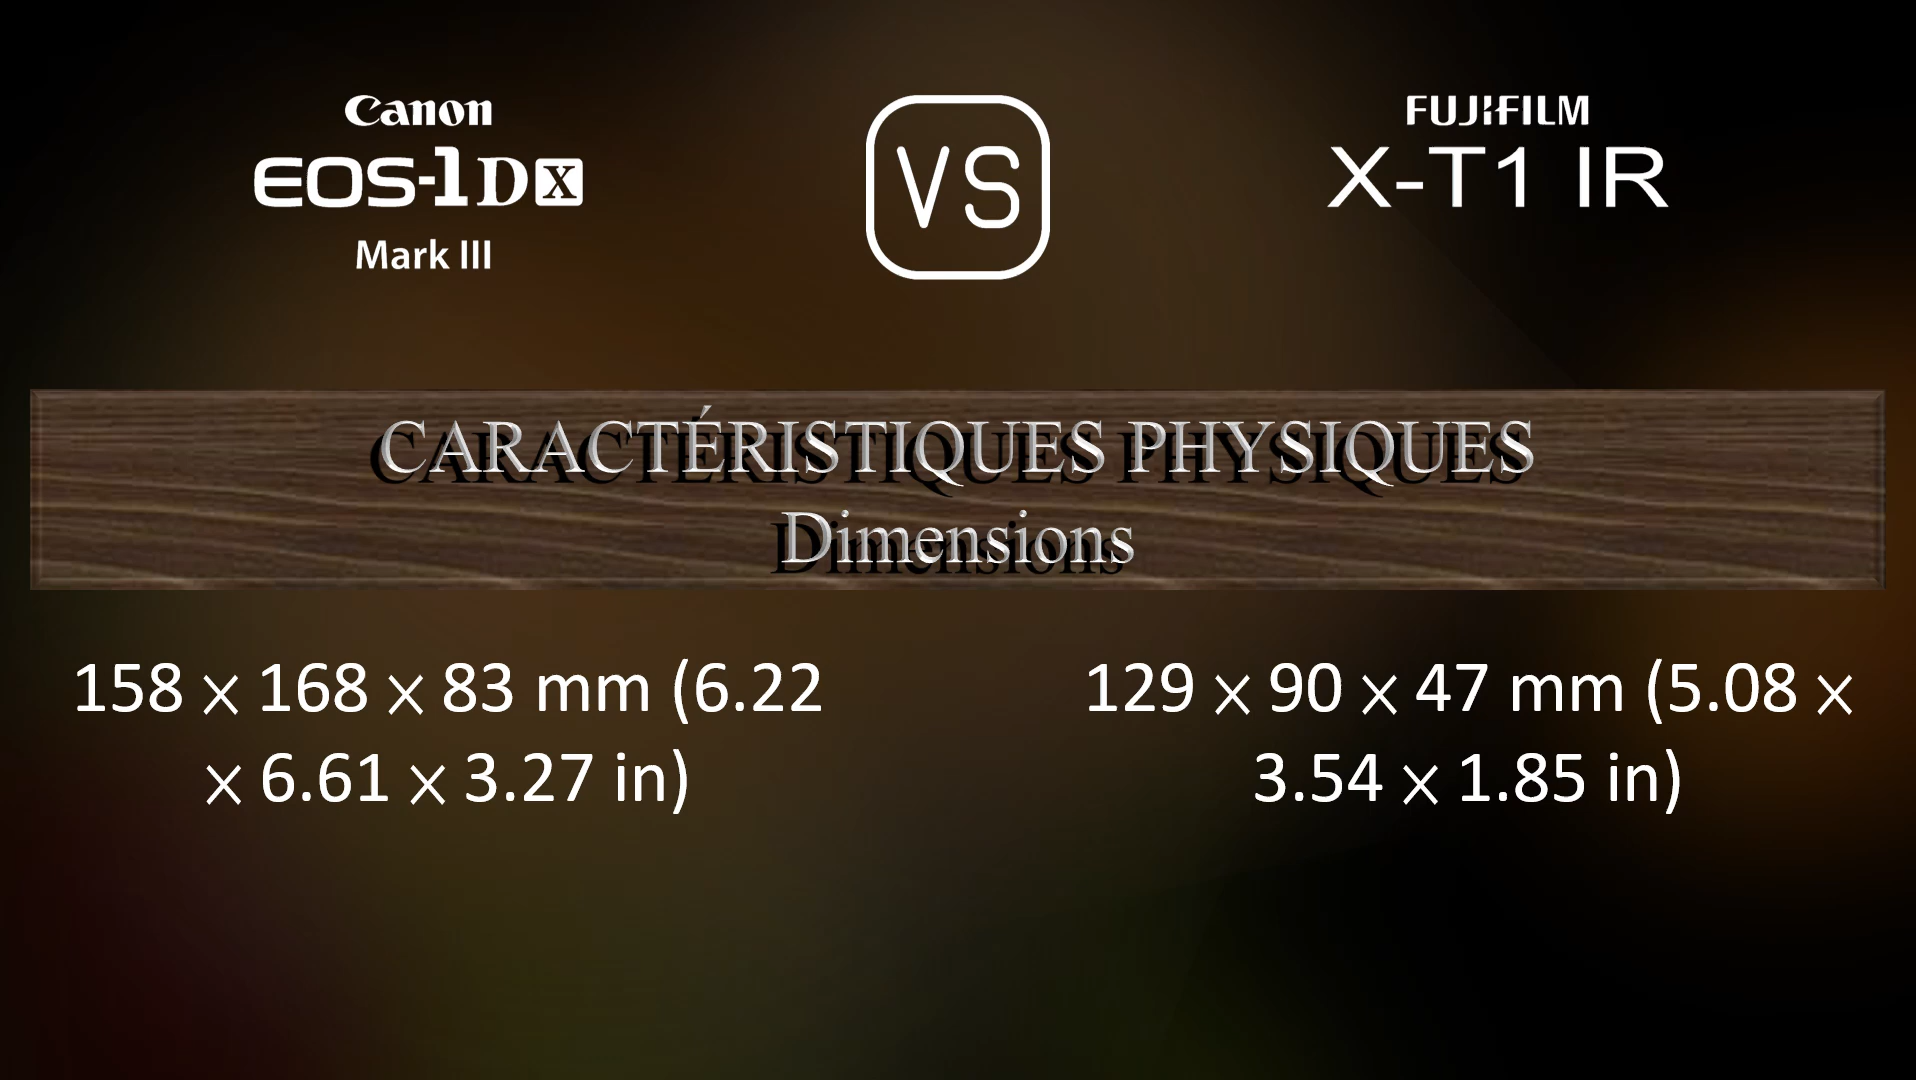 Canon
EOS-1DX
Mark III
VS
FUJIFILM
X-T1 IR
CARACTÉRISTIQUES PHYSIQUES
Dimensions
158 x 168 x 83 mm (6.22
x 6.61 x 3.27 in)
129 x 90 x 47 mm (5.08 x
3.54 x 1.85 in)